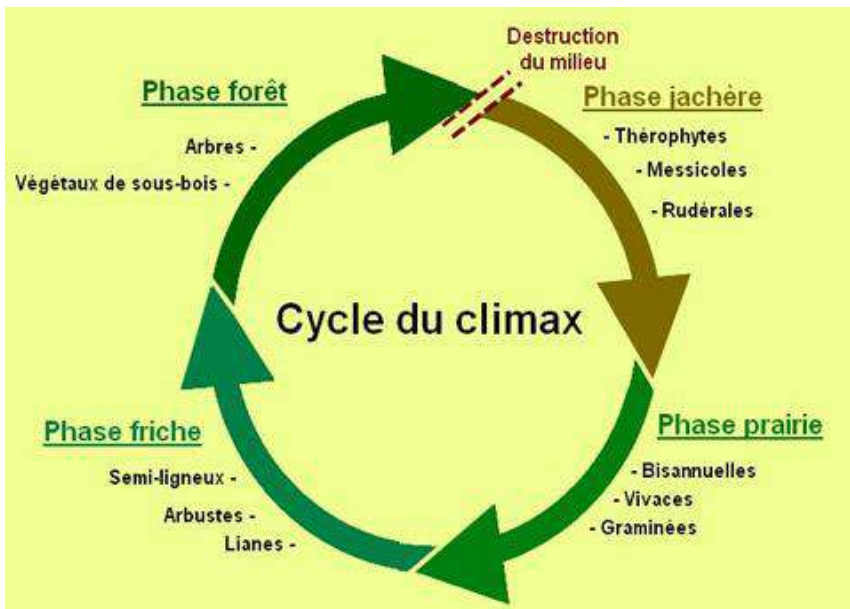 Destruction
du milieu
Phase jachère
- Thérophytes
- Messicoles
- Rudérales
Phase prairie
- Bisannuelles
- Vivaces
- Graminées
Phase friche
Semi-ligneux -
Arbustes -
Lianes -
Phase forêt
Arbres -
Végétaux de sous-bois -
Cycle du climax